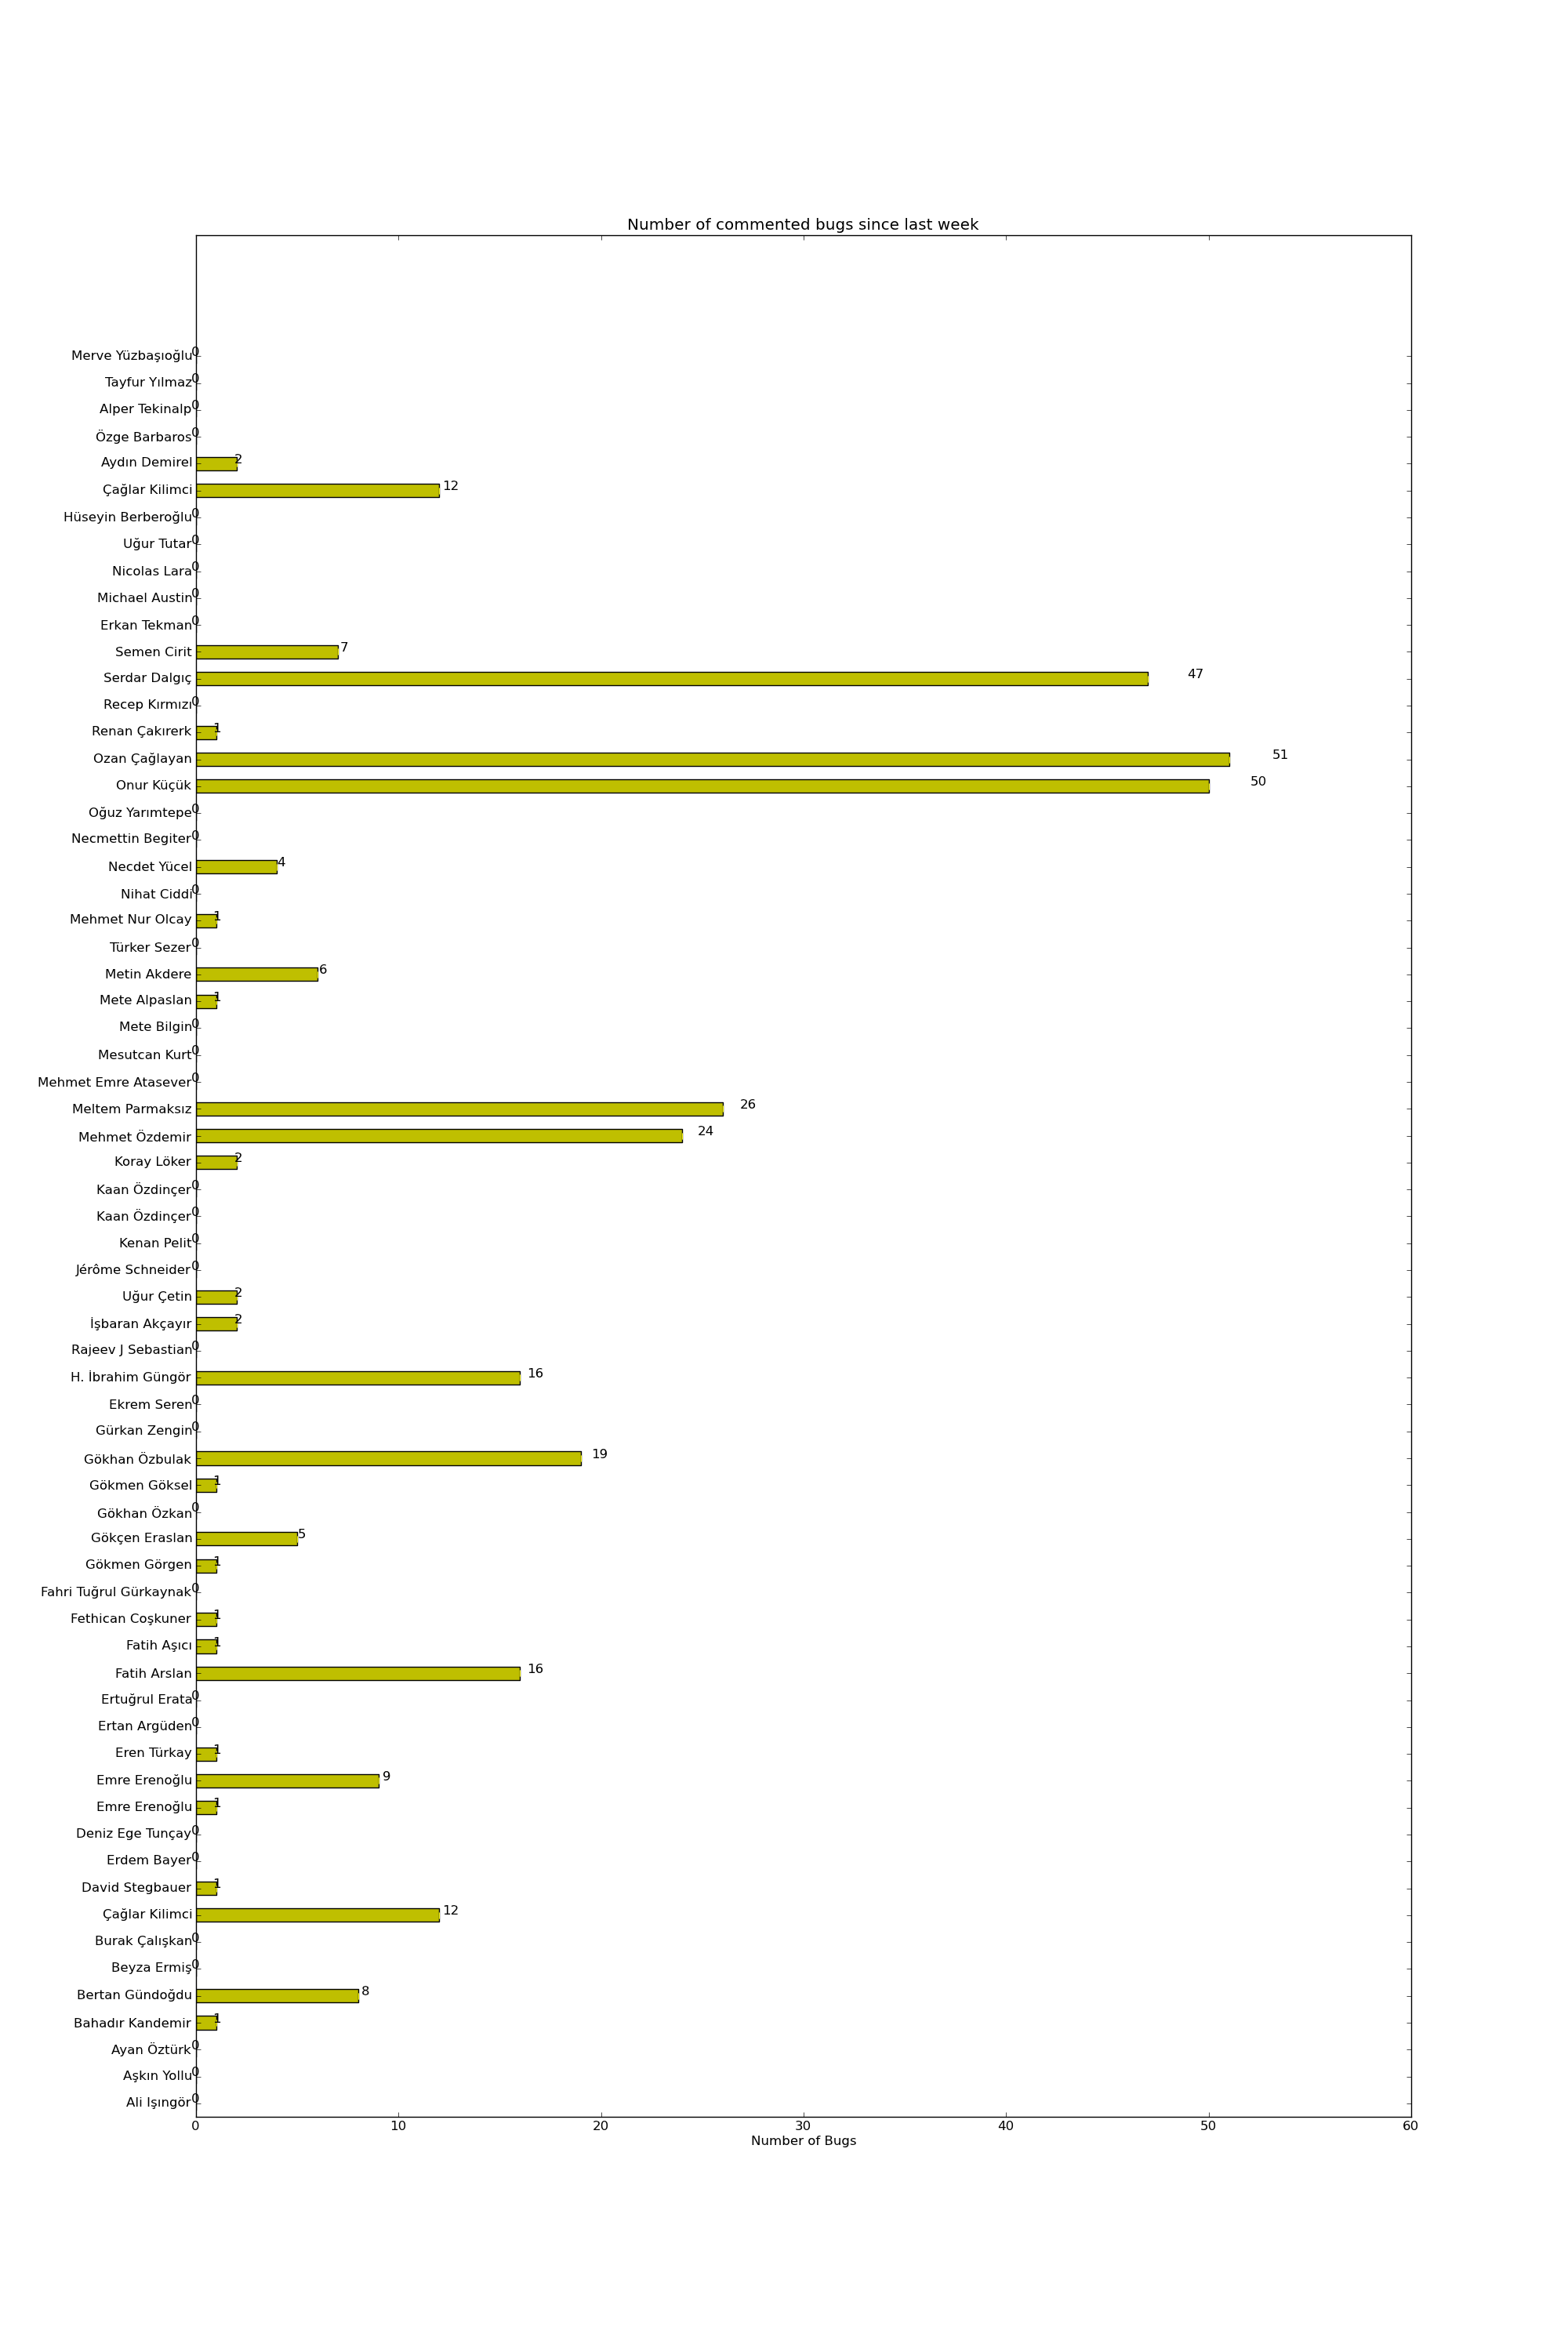 Number of commented bugs since last week
Merve Yüzbaşıoğlu 0
Tayfur Yılmaz 0
Alper Tekinalp 0
Özge Barbaros 0
Aydın Demirel 2
Çağlar Kilimci 12
Hüseyin Berberoğlu 0
Uğur Tutar 0
Nicolas Lara 0
Michael Austin 0
Erkan Tekman 0
Semen Cirit 7
Serdar Dalgıç 47
Recep Kırmızı 0
Renan Çakırerk 1
Ozan Çağlayan 51
Onur Küçük 50
Oğuz Yarımtepe 0
Necmettin Begiter 0
Necdet Yücel 4
Nihat Ciddi 0
Mehmet Nur Olcay 1
Türker Sezer 0
Metin Akdere 6
Mete Alpaslan 1
Mete Bilgin 0
Mesutcan Kurt 0
Mehmet Emre Atasever 0
Meltem Parmaksız 26
Mehmet Özdemir 24
Koray Löker 2
Kaan Özdinçer 0
Kaan Özdinçer 0
Kenan Pelit 0
Jérôme Schneider 0
Uğur Çetin 2
İşbaran Akçayır 2
Rajeev J Sebastian 0
H. İbrahim Güngör 16
Ekrem Seren 0
Gürkan Zengin 0
Gökhan Özbulak 19
Gökmen Göksel 1
Gökhan Özkan 0
Gökçen Eraslan 5
Gökmen Görgen 1
Fahri Tuğrul Gürkaynak 0
Fethican Coşkuner 1
Fatih Aşıcı 1
Fatih Arslan 16
Ertuğrul Erata 0
Ertan Argüden 0
Eren Türkay 1
Emre Erenoğlu 9
Emre Erenoğlu 1
Deniz Ege Tunçay 0
Erdem Bayer 0
David Stegbauer 1
Çağlar Kilimci 12
Burak Çalışkan 0
Beyza Ermiş 0
Bertan Gündoğdu 8
Bahadır Kandemir 1
Ayan Öztürk 0
Aşkın Yollu 0
Ali Işıngör 0
0 10 20 30 40 50 60
Number of Bugs